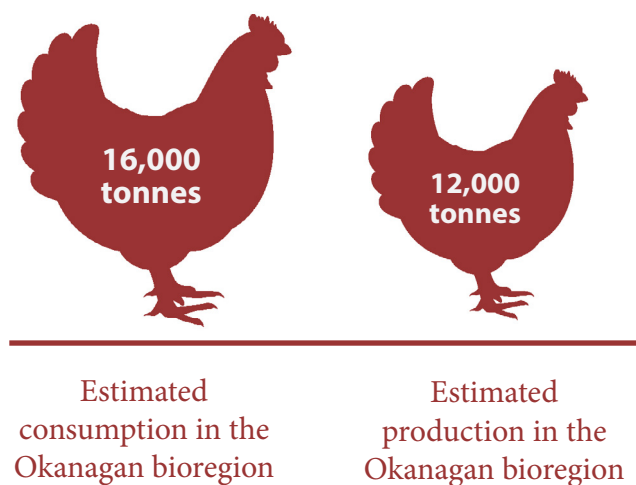 16,000
tonnes
12,000
tonnes
Estimated
consumption in the
Okanagan bioregion
Estimated
production in the
Okanagan bioregion